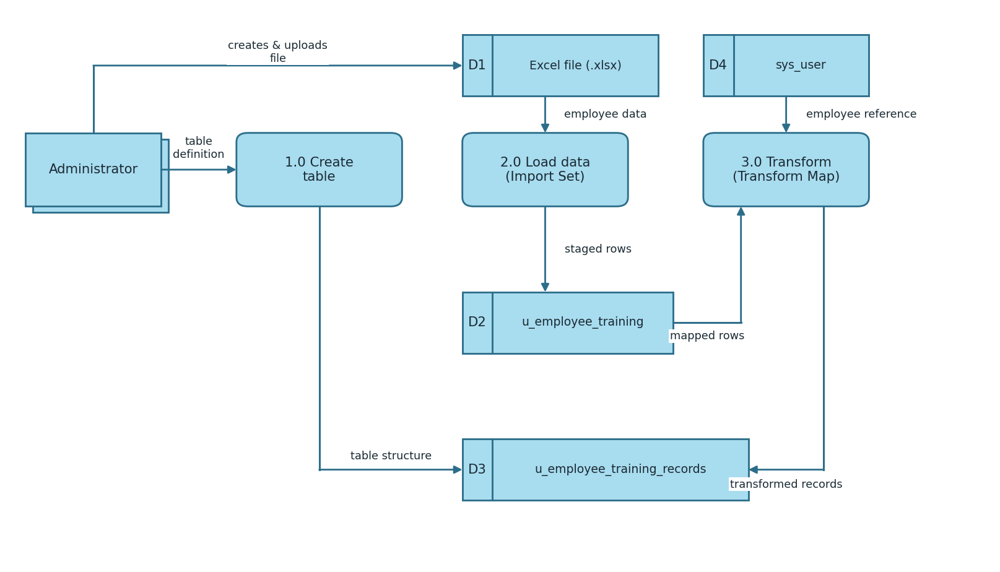 creates & uploads
file
D1
Excel file (.xlsx)
D4
sys_user
employee data
employee reference
Administrator
table
definition
1.0 Create
table
2.0 Load data
(Import Set)
3.0 Transform
(Transform Map)
staged rows
D2
u_employee_training
mapped rows
table structure
D3
u_employee_training_records
transformed records